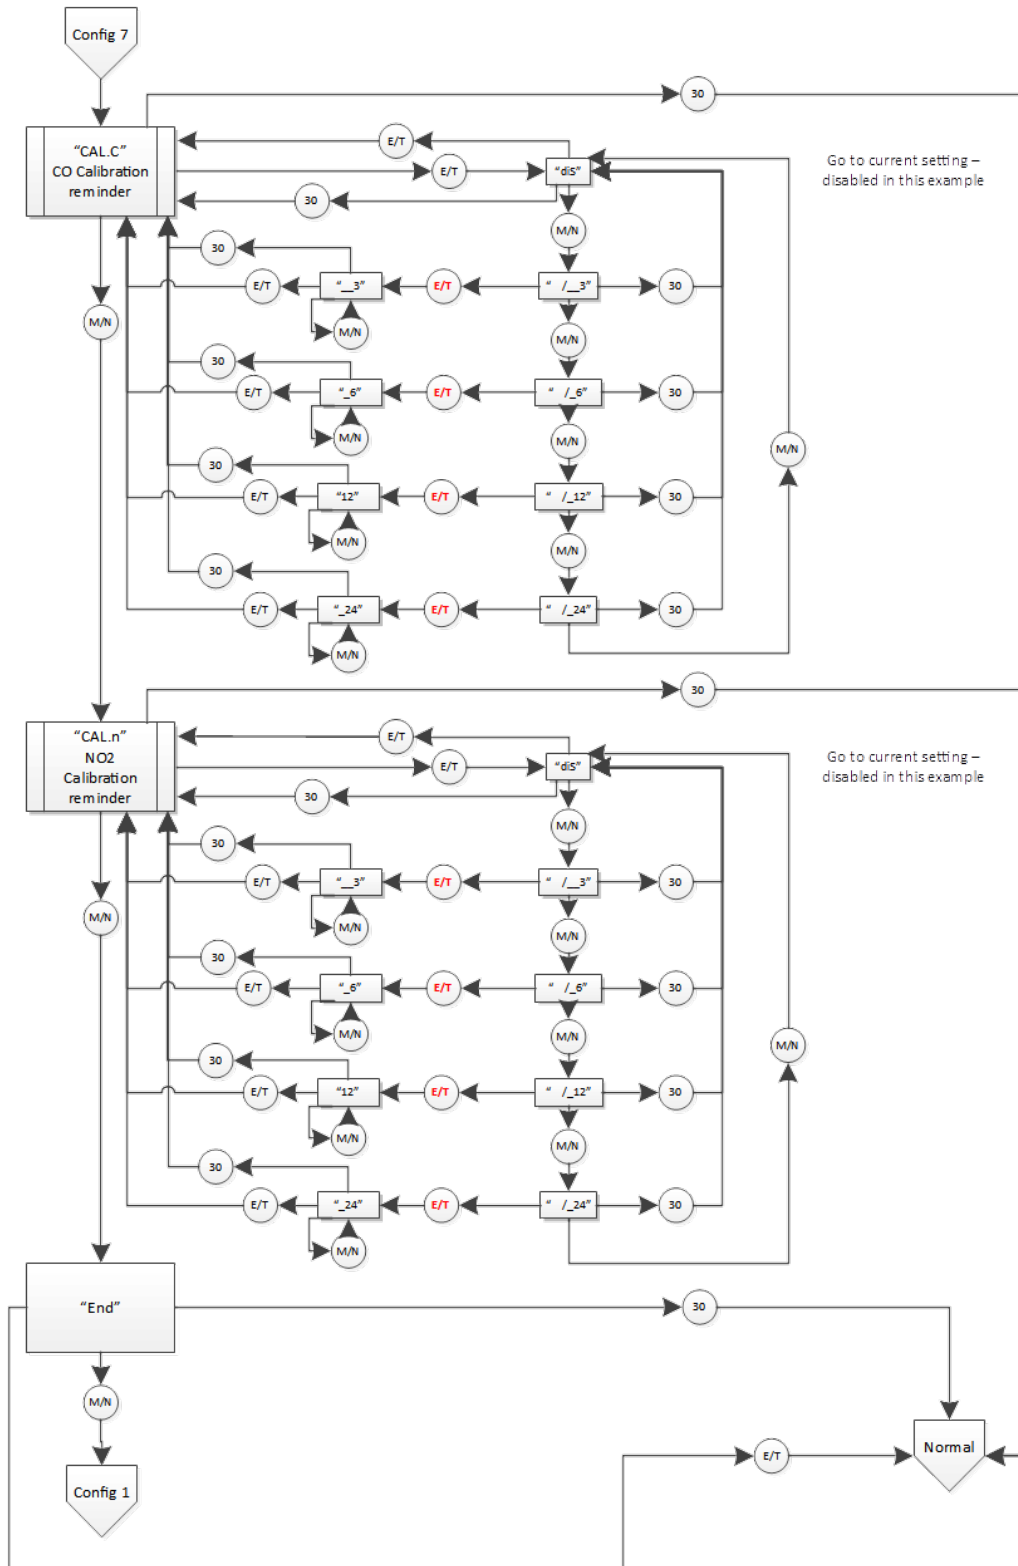 Config 7
30
“CAL.C”
CO Calibration
reminder
E/T
E/T
“diS”
Go to current setting –
disabled in this example
30
M/N
30
E/T
“__3”
E/T
“ /__3”
30
M/N
M/N
M/N
30
E/T
“_6”
E/T
“ /_6”
30
M/N
M/N
M/N
30
E/T
“12”
E/T
“ /_12”
30
M/N
M/N
30
E/T
“_24”
E/T
“ /_24”
30
M/N
30
“CAL.n”
NO2
Calibration
reminder
E/T
E/T
“diS”
Go to current setting –
disabled in this example
30
M/N
30
E/T
“__3”
E/T
“ /__3”
30
M/N
M/N
M/N
30
E/T
“_6”
E/T
“ /_6”
30
M/N
M/N
M/N
30
E/T
“12”
E/T
“ /_12”
30
M/N
M/N
30
E/T
“_24”
E/T
“ /_24”
30
M/N
“End”
30
M/N
Normal
E/T
Config 1